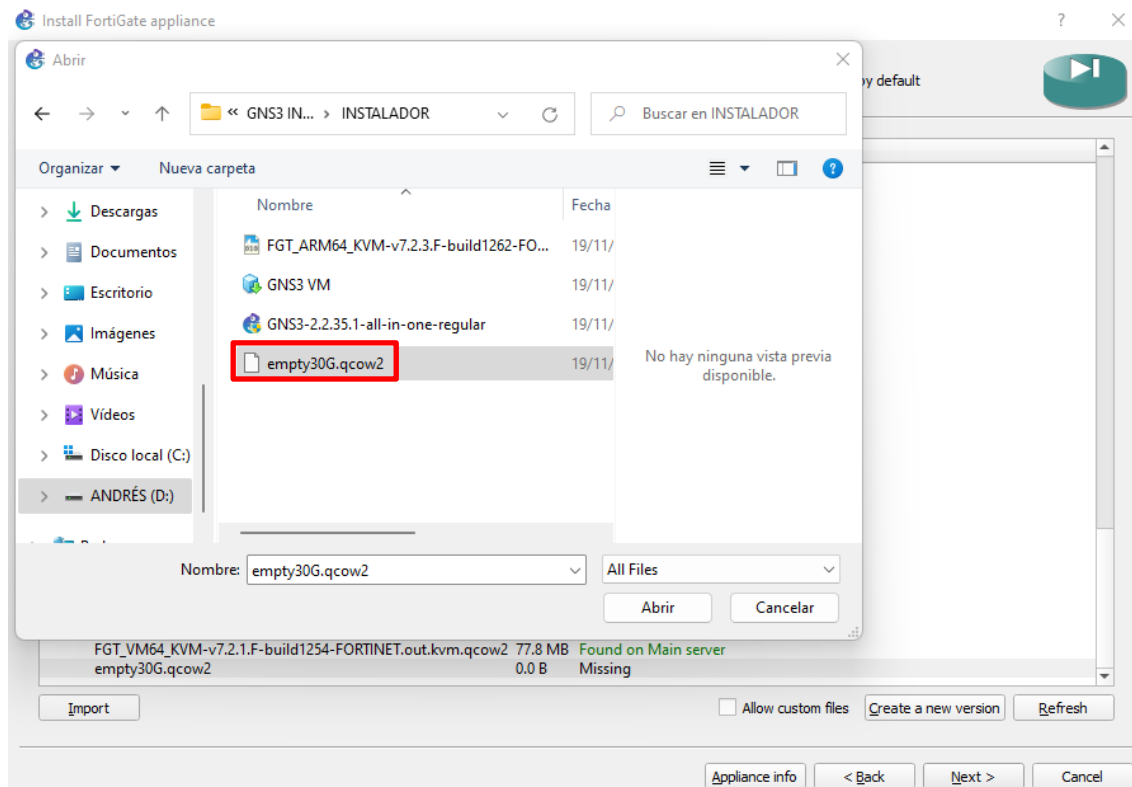 Install FortiGate appliance
Abrir
by default
« GNS3 IN... › INSTALADOR
Buscar en INSTALADOR
Organizar
Nueva carpeta
Nombre
Fecha
Descargas
FGT_ARM64_KVM-v7.2.3.F-build1262-FO...
19/11/
Documentos
GNS3 VM
19/11/
Escritorio
GNS3-2.2.35.1-all-in-one-regular
19/11/
Imágenes
empty30G.qcow2
19/11/
No hay ninguna vista previa
disponible.
Música
Vídeos
Disco local (C:)
ANDRÉS (D:)
Nombre: empty30G.qcow2
All Files
Abrir
Cancelar
FGT_VM64_KVM-v7.2.1.F-build1254-FORTINET.out.kvm.qcow2 77.8 MB Found on Main server
empty30G.qcow2 0.0 B Missing
Import
Allow custom files
Create a new version
Refresh
Appliance info
< Back
Next >
Cancel